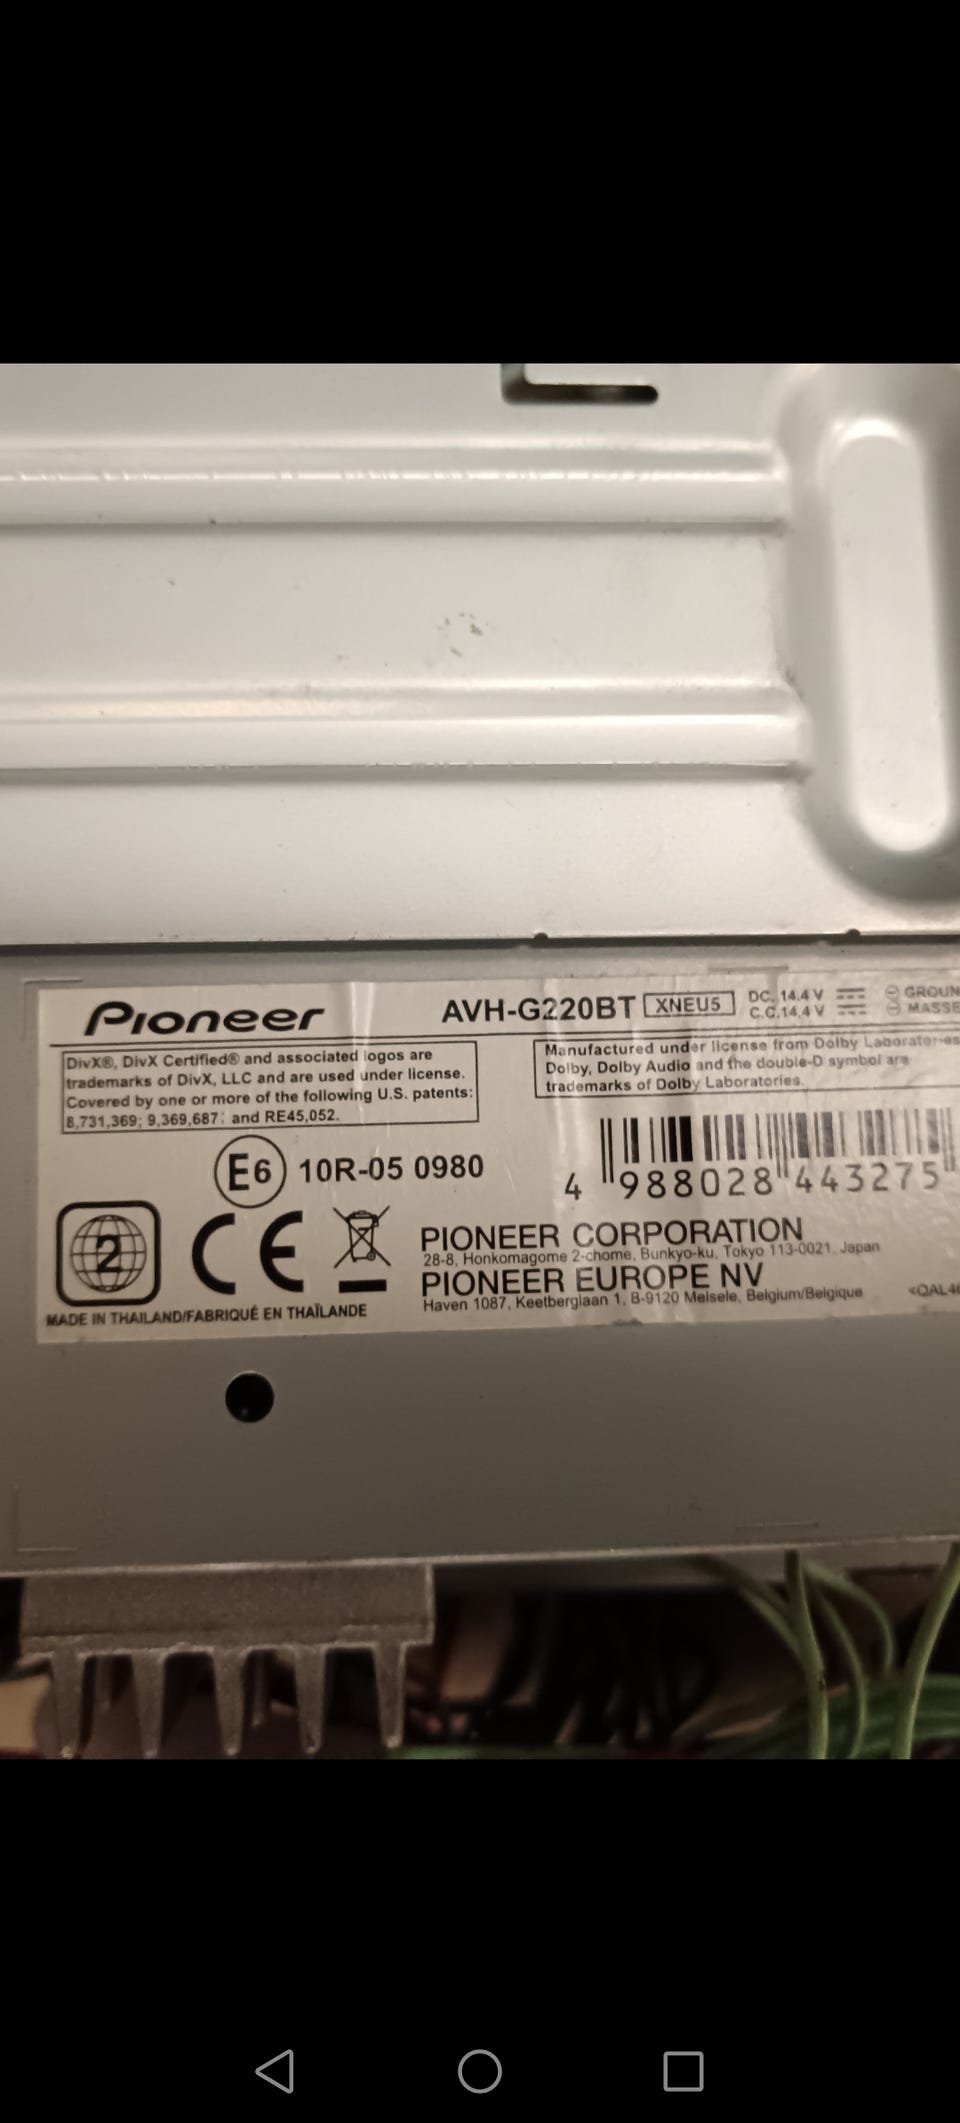 Pioneer
AVH-G220BT XNEU5 DC. 14.4 V
C.C.14.4 V
DivX®, DivX Certified® and associated logos are
trademarks of DivX, LLC and are used under license.
Covered by one or more of the following U.S. patents:
8,731,369; 9,369,687; and RE45,052.
Manufactured under license from Dolby Laboratories
Dolby, Dolby Audio and the double-D symbol are
trademarks of Dolby Laboratories.
E6 10R-05 0980
4 988028 443275
2
CE
PIONEER CORPORATION
28-8, Honkomagome 2-chome, Bunkyo-ku, Tokyo 113-0021, Japan
PIONEER EUROPE NV
Haven 1087, Keetberglaan 1, B-9120 Melsele, Belgium/Belgique
MADE IN THAILAND/FABRIQUÉ EN THAÏLANDE